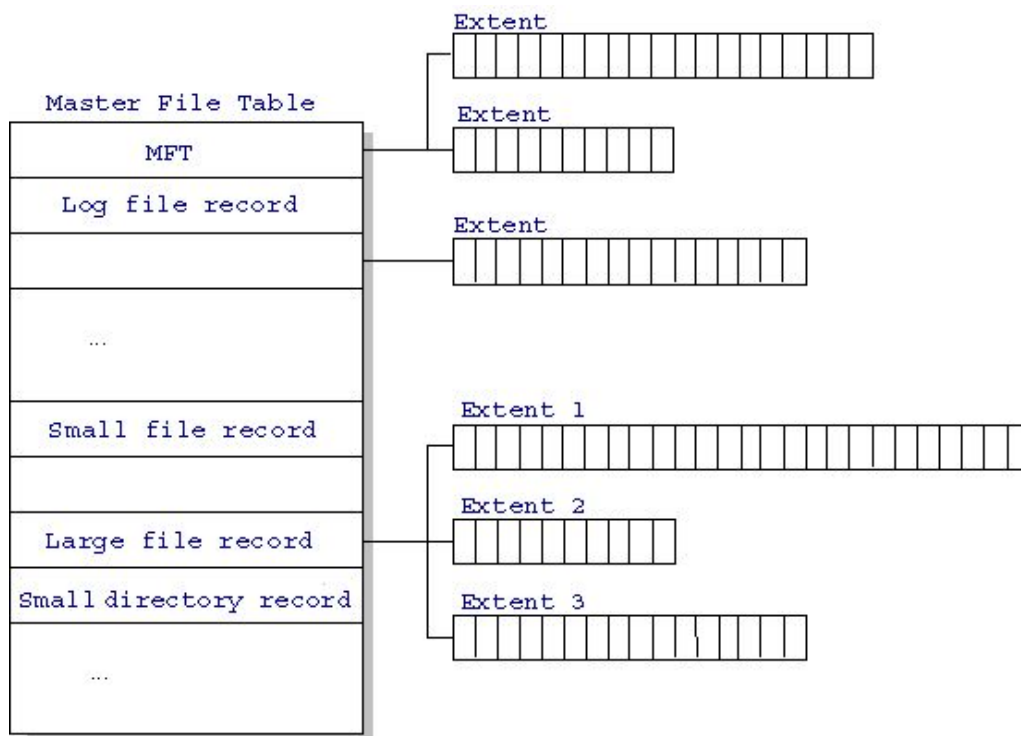 Extent
Master File Table
Extent
MFT
Log file record
Extent
...
Extent 1
Small file record
Extent 2
Large file record
Small directory record
Extent 3
...